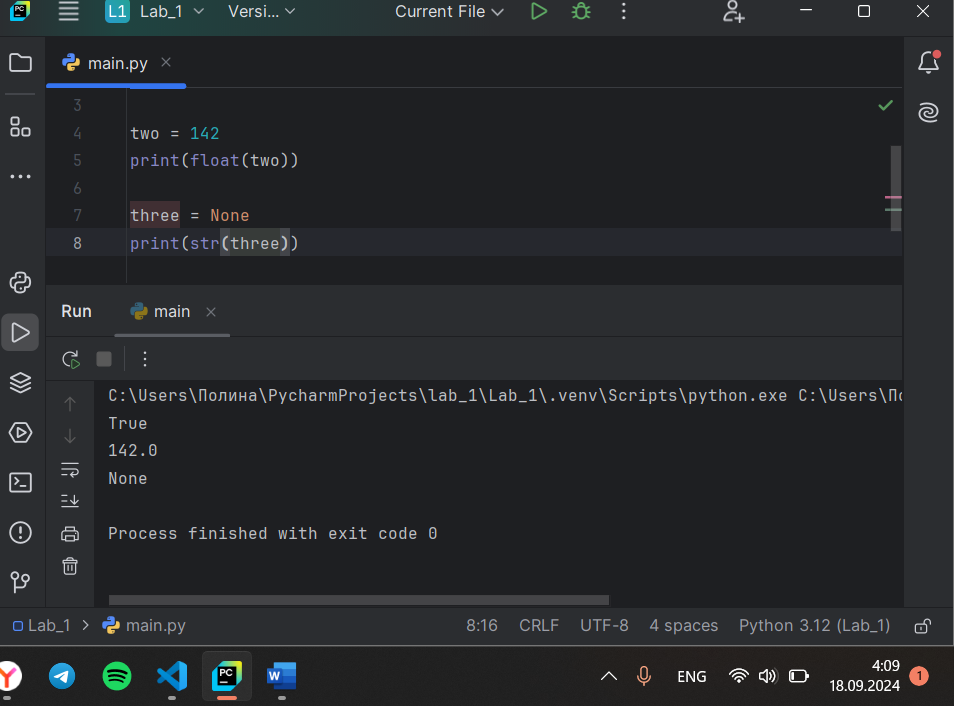 PC L1 Lab_1 Versi... Current File
main.py
3
4 two = 142
5 print(float(two))
6
7 three = None
8 print(str(three))
Run main
C:\Users\Полина\PycharmProjects\lab_1\Lab_1\.venv\Scripts\python.exe C:\Users\По
True
142.0
None
Process finished with exit code 0
Lab_1 > main.py 8:16 CRLF UTF-8 4 spaces Python 3.12 (Lab_1)
PC W ENG 4:09 1
18.09.2024